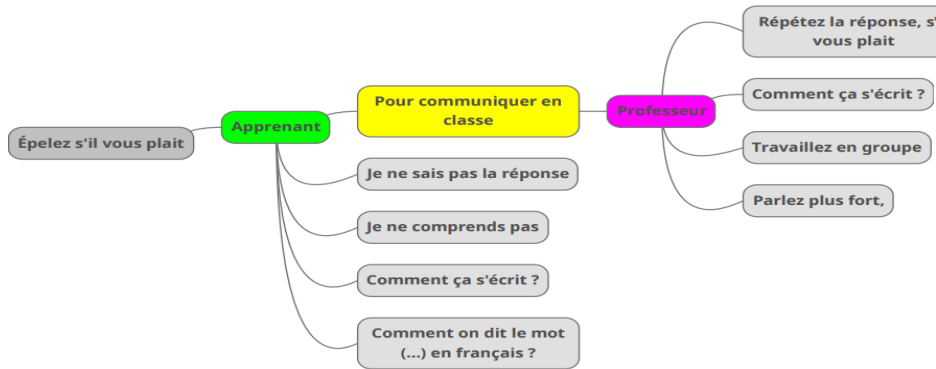 Répétez la réponse, s'
vous plait
Pour communiquer en
classe
Comment ça s'écrit ?
Professeur
Apprenant
Épelez s'il vous plait
Travaillez en groupe
Je ne sais pas la réponse
Parlez plus fort,
Je ne comprends pas
Comment ça s'écrit ?
Comment on dit le mot
(...) en français ?